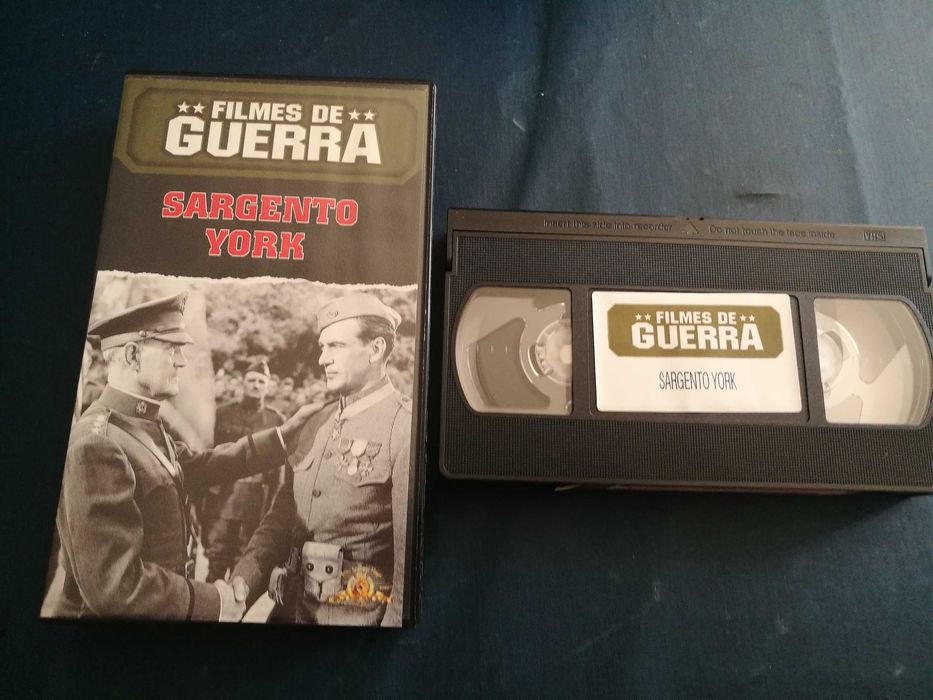 ★★ FILMES DE ★★
GUERRA
SARGENTO
YORK
Insert this side into recorder △ Do not touch the tape inside
VHS
★★ FILMES DE ★★
GUERRA
SARGENTO YORK